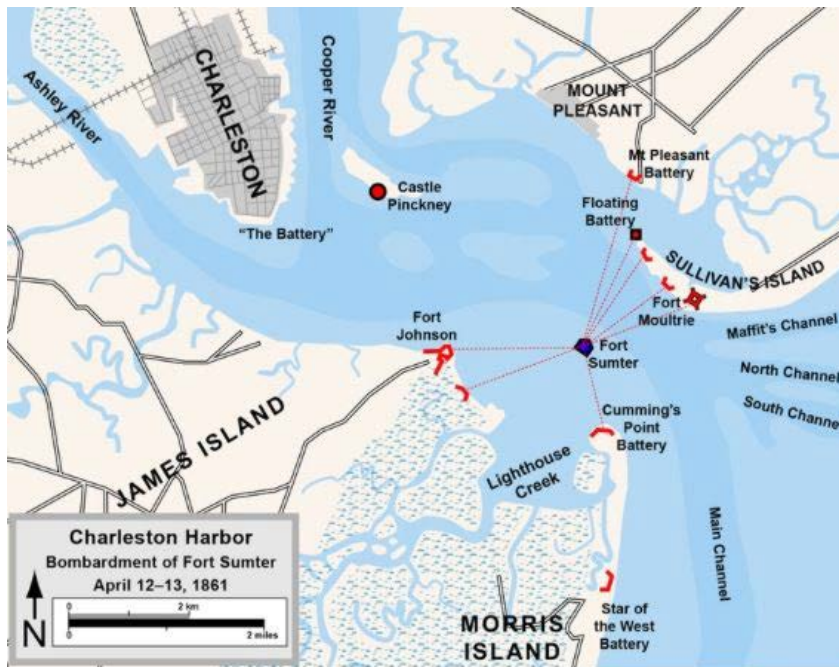 Ashley River
CHARLESTON
Cooper River
MOUNT
PLEASANT
Mt Pleasant
Battery
Castle
Pinckney
Floating
Battery
"The Battery"
SULLIVAN'S ISLAND
Fort
Moultrie
Fort
Johnson
Fort
Sumter
Maffit's Channel
North Channel
South Channel
JAMES ISLAND
Cumming's
Point
Battery
Lighthouse
Creek
Main Channel
Charleston Harbor
Bombardment of Fort Sumter
April 12–13, 1861
0 2 km
0 2 miles
N
MORRIS
ISLAND
Star of
the West
Battery